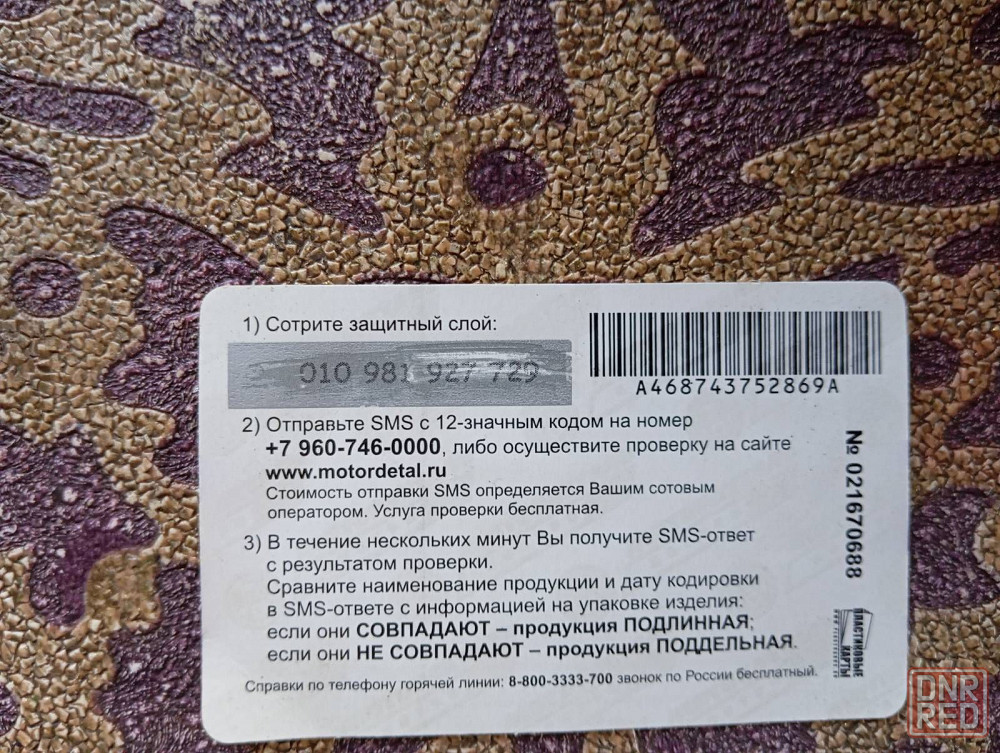 1) Сотрите защитный слой:
010 981 927 729
A468743752869A
2) Отправьте SMS с 12-значным кодом на номер
+7 960-746-0000, либо осуществите проверку на сайте
www.motordetal.ru
Стоимость отправки SMS определяется Вашим сотовым
оператором. Услуга проверки бесплатная.
3) В течение нескольких минут Вы получите SMS-ответ
с результатом проверки.
Сравните наименование продукции и дату кодировки
в SMS-ответе с информацией на упаковке изделия:
если они СОВПАДАЮТ – продукция ПОДЛИННАЯ;
если они НЕ СОВПАДАЮТ – продукция ПОДДЕЛЬНАЯ.
Справки по телефону горячей линии: 8-800-3333-700 звонок по России бесплатный.
№ 021670688
ПЛАСТИКОВЫЕ
КАРТЫ
DNR
RED